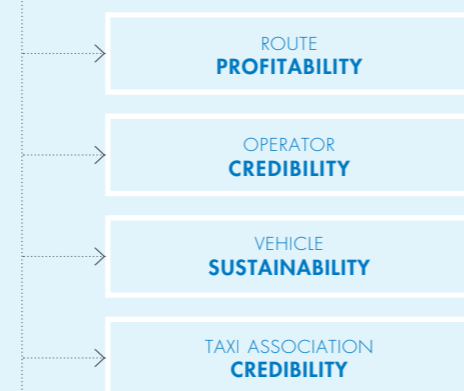 ROUTE
PROFITABILITY
OPERATOR
CREDIBILITY
VEHICLE
SUSTAINABILITY
TAXI ASSOCIATION
CREDIBILITY